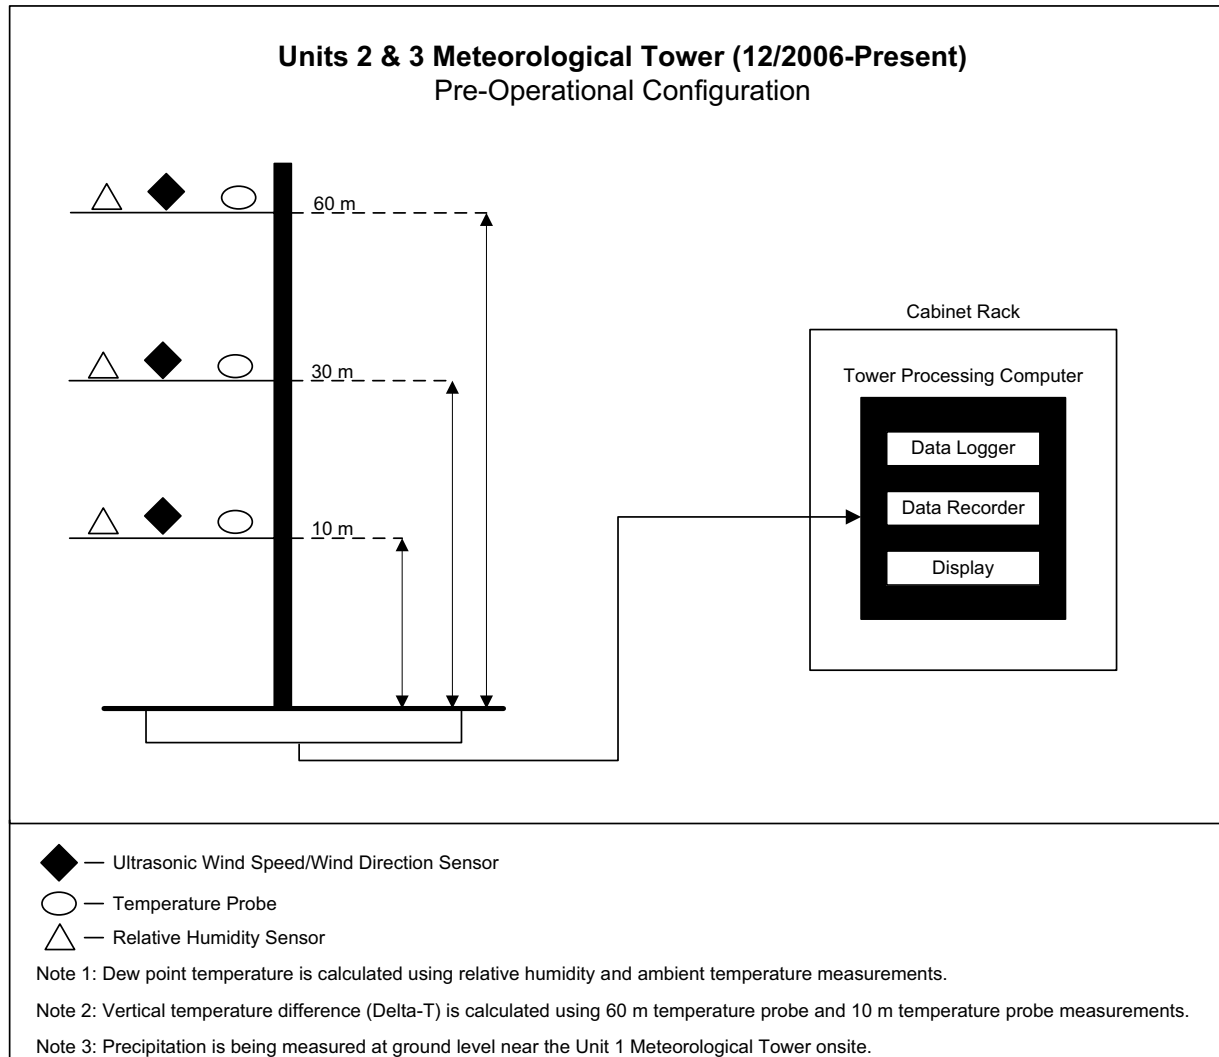 Units 2 & 3 Meteorological Tower (12/2006-Present)
Pre-Operational Configuration
60 m
30 m
10 m
Cabinet Rack
Tower Processing Computer
Data Logger
Data Recorder
Display
— Ultrasonic Wind Speed/Wind Direction Sensor
— Temperature Probe
— Relative Humidity Sensor
Note 1: Dew point temperature is calculated using relative humidity and ambient temperature measurements.
Note 2: Vertical temperature difference (Delta-T) is calculated using 60 m temperature probe and 10 m temperature probe measurements.
Note 3: Precipitation is being measured at ground level near the Unit 1 Meteorological Tower onsite.